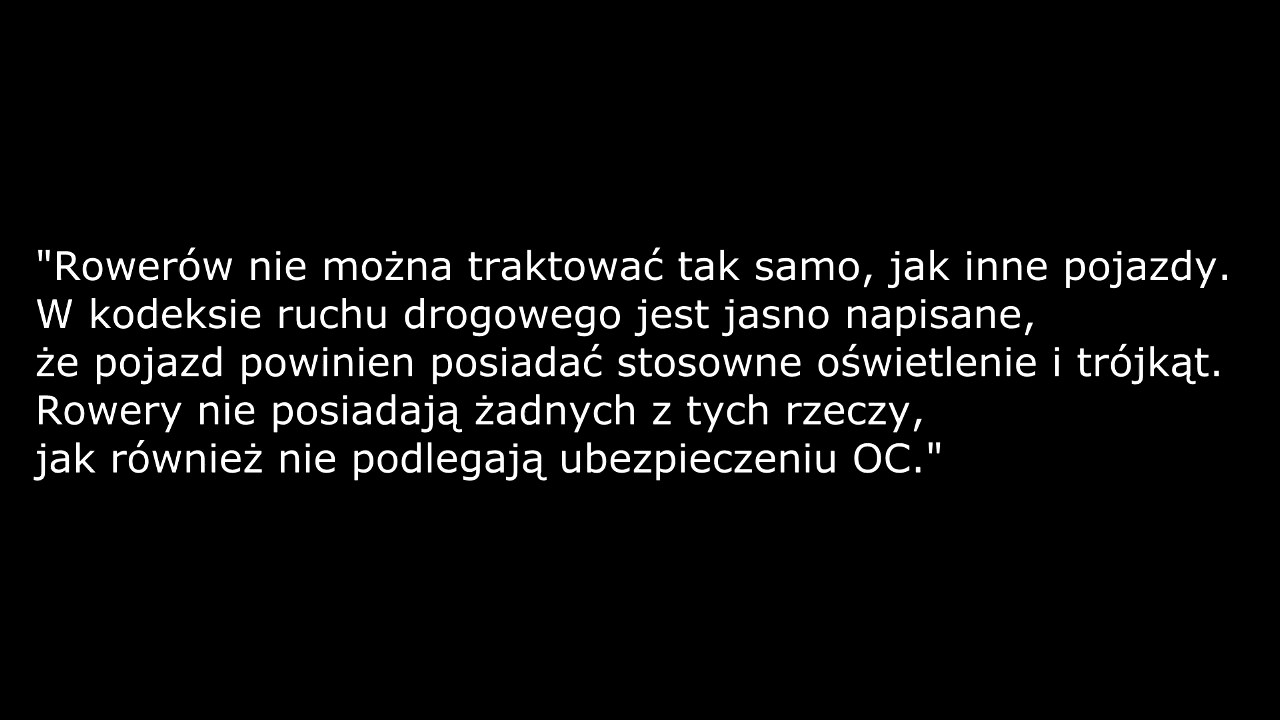 "Rowerów nie można traktować tak samo, jak inne pojazdy.
W kodeksie ruchu drogowego jest jasno napisane,
że pojazd powinien posiadać stosowne oświetlenie i trójkąt.
Rowery nie posiadają żadnych z tych rzeczy,
jak również nie podlegają ubezpieczeniu OC."